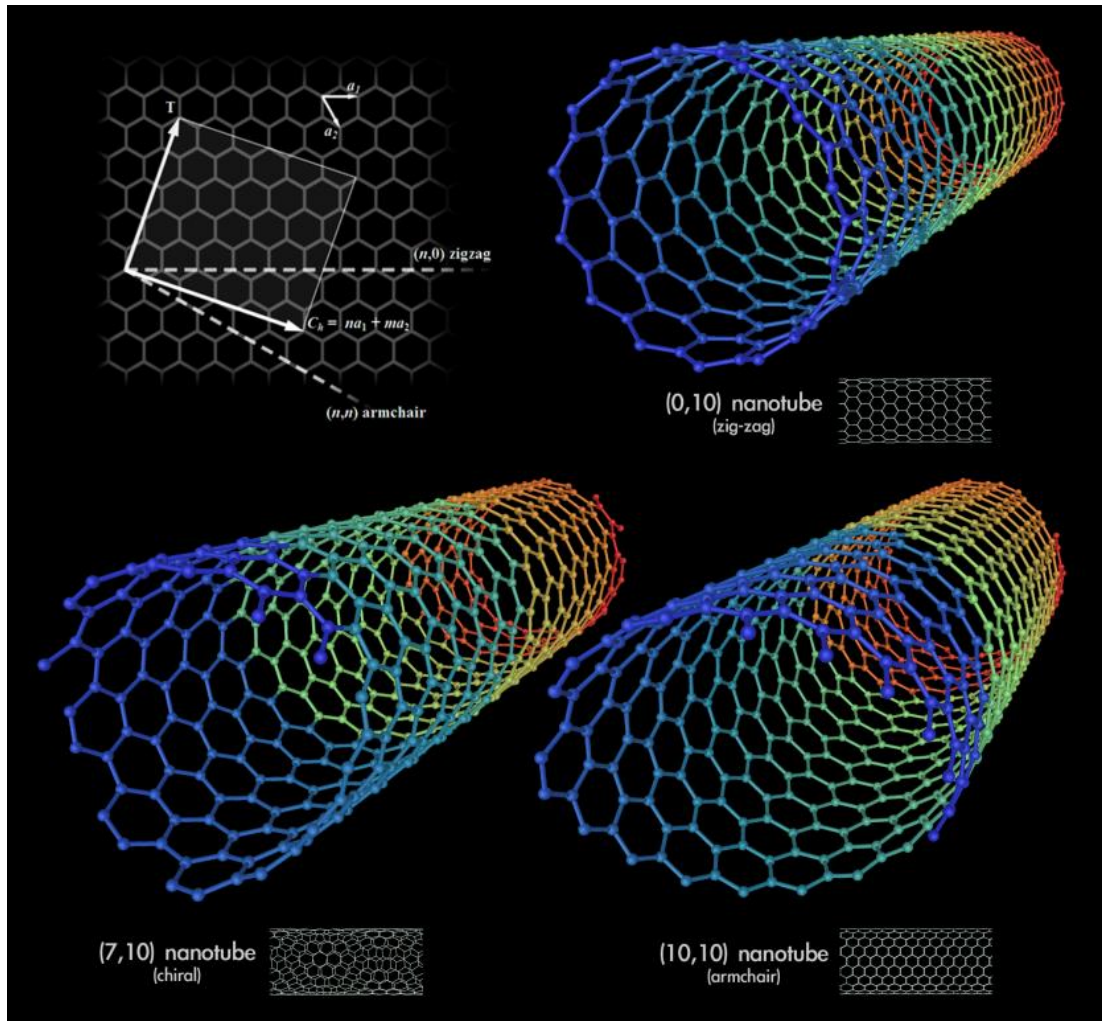 T
a₁
a₂
(n,0) zigzag
Cₕ = na₁ + ma₂
(n,n) armchair
(0,10) nanotube
(zig-zag)
(7,10) nanotube
(chiral)
(10,10) nanotube
(armchair)